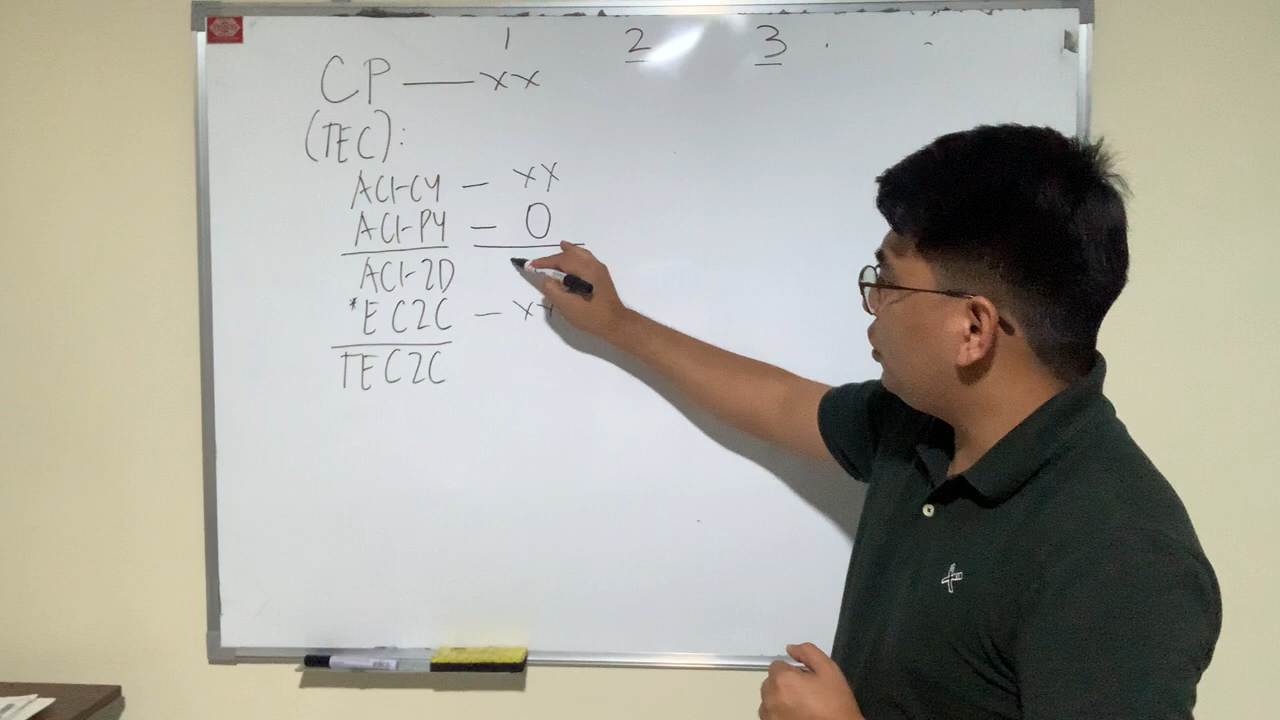 1 2 3
CP — xx
(TEC):
ACI-CY — xx
ACI-PY — 0
ACI-2D
*EC2C — xx
TEC2C